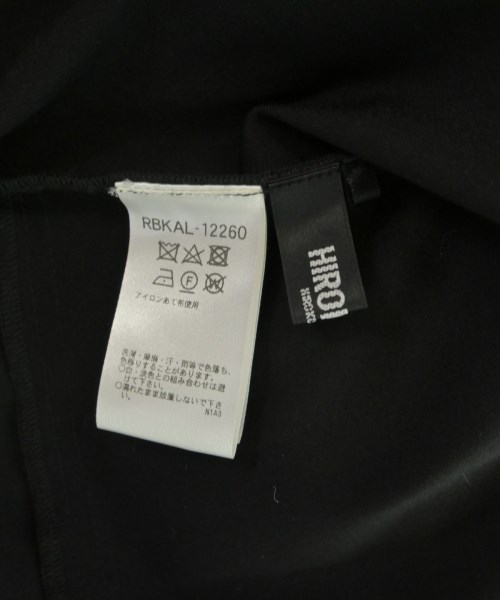 RBKAL-12260
アイロンあて布使用
洗濯・摩擦・汗・雨等で色落ち、
色移りすることがあります。
○白・淡色との組み合わせは避
けて下さい。
○濡れたまま放置しないで下さ
い。
N1A3
HIRO